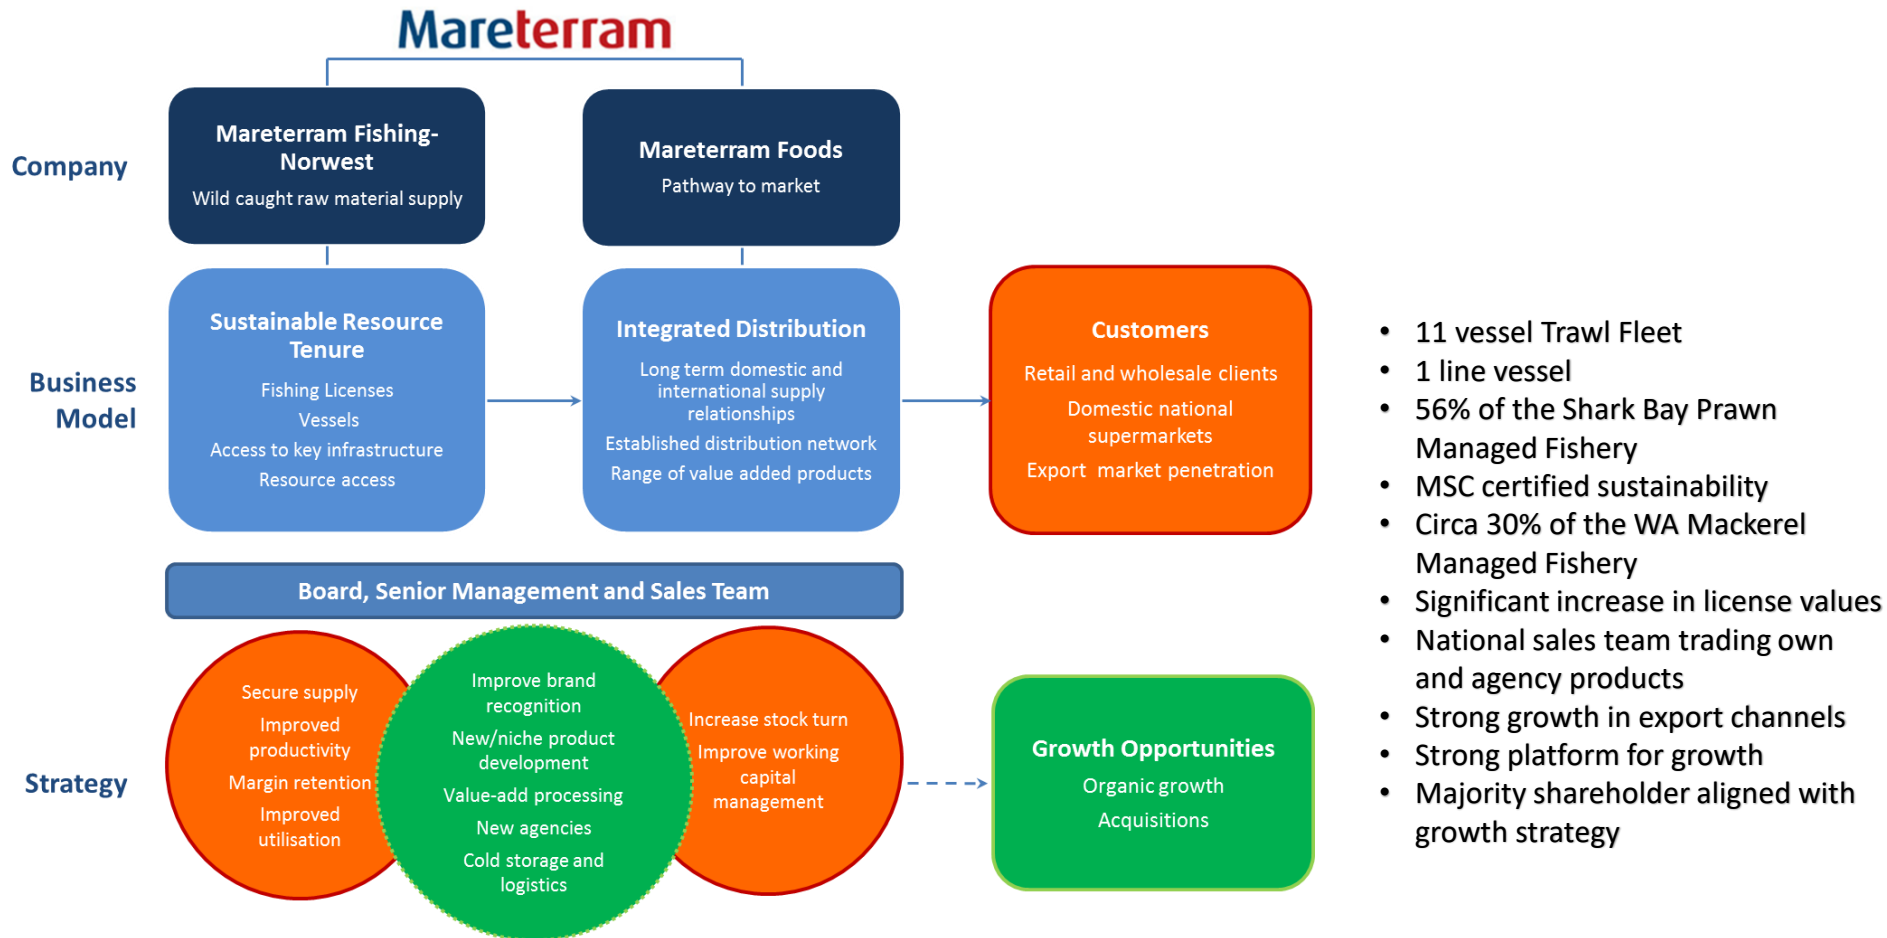 Mareterram
Company
Mareterram Fishing-
Norwest
Wild caught raw material supply
Mareterram Foods
Pathway to market
Business
Model
Sustainable Resource
Tenure
Fishing Licenses
Vessels
Access to key infrastructure
Resource access
Integrated Distribution
Long term domestic and
international supply
relationships
Established distribution network
Range of value added products
Customers
Retail and wholesale clients
Domestic national
supermarkets
Export market penetration
Board, Senior Management and Sales Team
Strategy
Secure supply
Improved
productivity
Margin retention
Improved
utilisation
Improve brand
recognition
New/niche product
development
Value-add processing
New agencies
Cold storage and
logistics
Increase stock turn
Improve working
capital
management
Growth Opportunities
Organic growth
Acquisitions
• 11 vessel Trawl Fleet
• 1 line vessel
• 56% of the Shark Bay Prawn
Managed Fishery
• MSC certified sustainability
• Circa 30% of the WA Mackerel
Managed Fishery
• Significant increase in license values
• National sales team trading own
and agency products
• Strong growth in export channels
• Strong platform for growth
• Majority shareholder aligned with
growth strategy